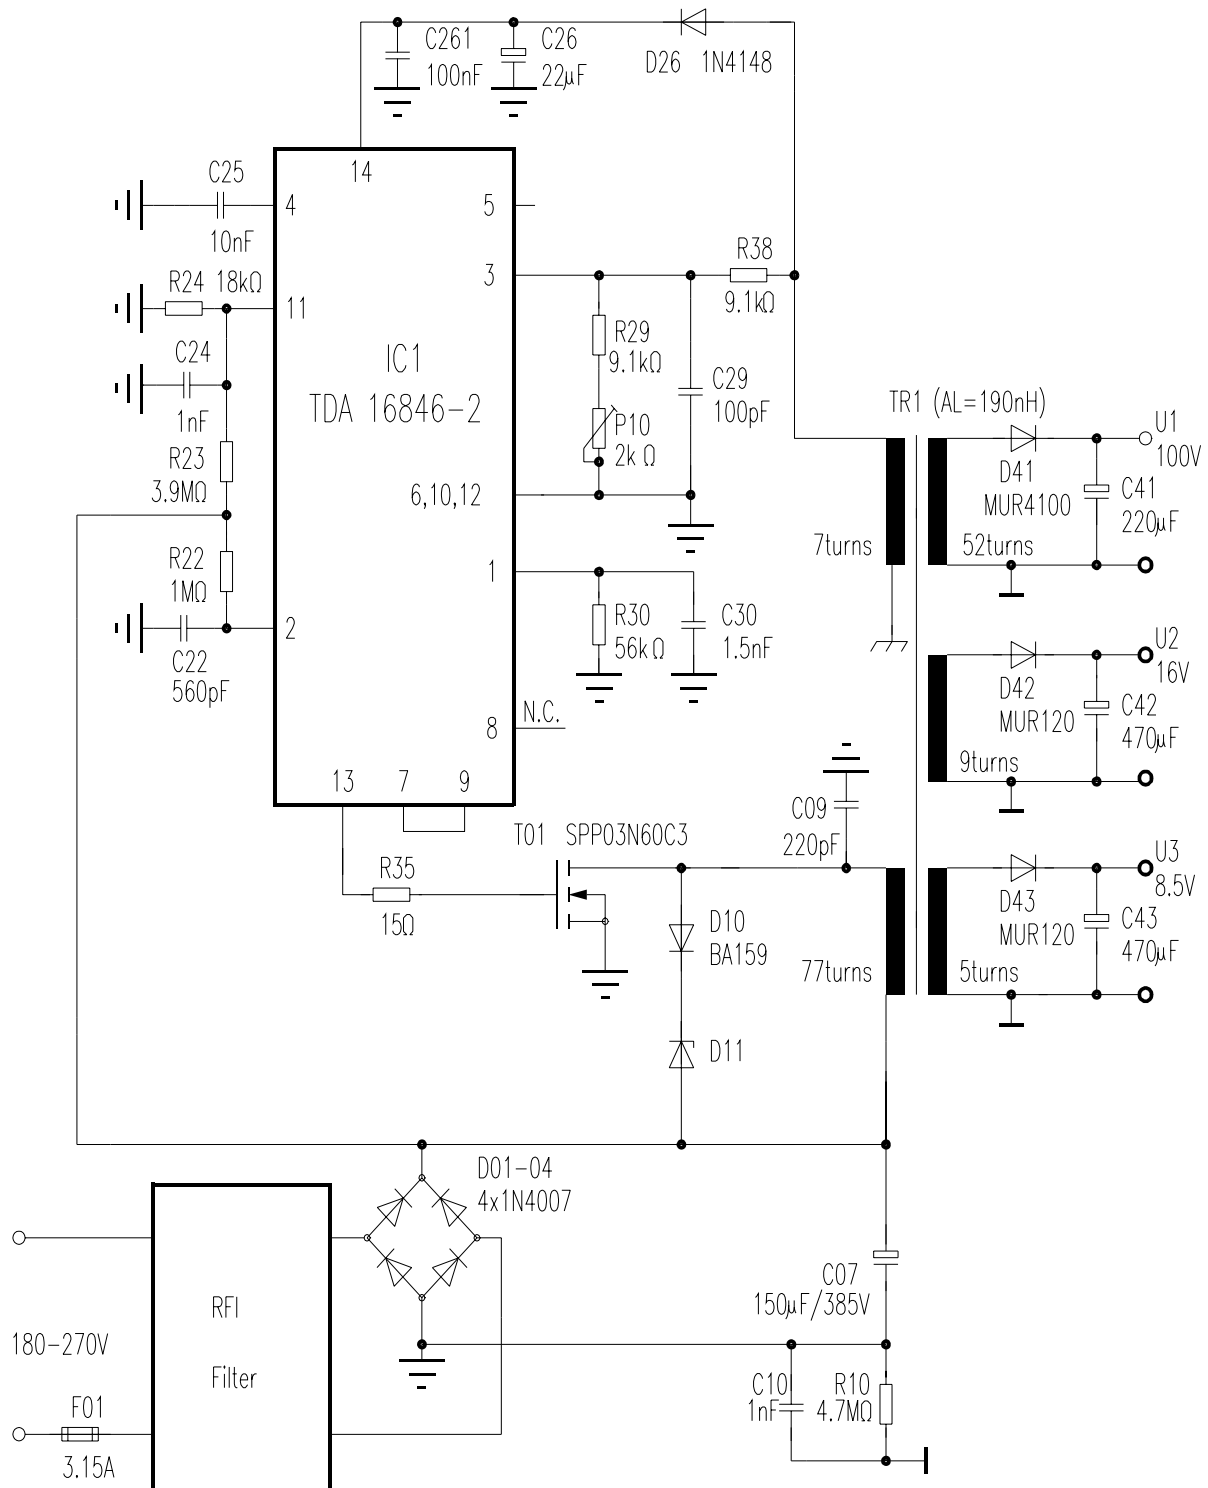 C261
100nF
C26
22µF
D26 1N4148
14
C25
4
10nF
5
R24 18kΩ
11
3
R38
9.1kΩ
C24
1nF
IC1
TDA 16846-2
R29
9.1kΩ
C29
100pF
P10
2k Ω
R23
3.9MΩ
6,10,12
TR1 (AL=190nH)
U1
100V
D41
MUR4100
C41
220µF
7turns
52turns
R22
1MΩ
1
2
C22
560pF
R30
56k Ω
C30
1.5nF
8
N.C.
U2
16V
D42
MUR120
C42
470µF
9turns
13
7
9
T01 SPP03N60C3
C09
220pF
R35
15Ω
D10
BA159
U3
8.5V
D43
MUR120
C43
470µF
77turns
5turns
D11
D01-04
4x1N4007
RFI
Filter
180-270V
F01
3.15A
C07
150µF/385V
C10
1nF
R10
4.7MΩ